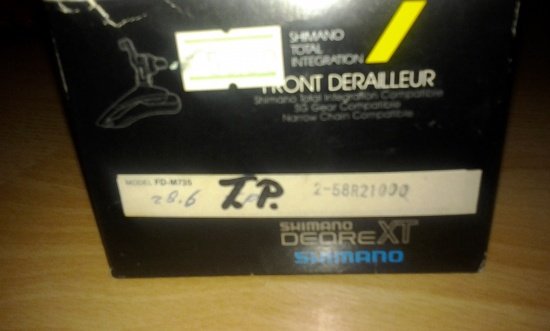 SHIMANO
TOTAL
INTEGRATION
FRONT DERAILLEUR
Shimano Total Integration Compatible
SG Gear Compatible
Narrow Chain Compatible
MODEL FD-M735
28.6 I.P. 2-58R21000
SHIMANO
DEORE XT
SHIMANO